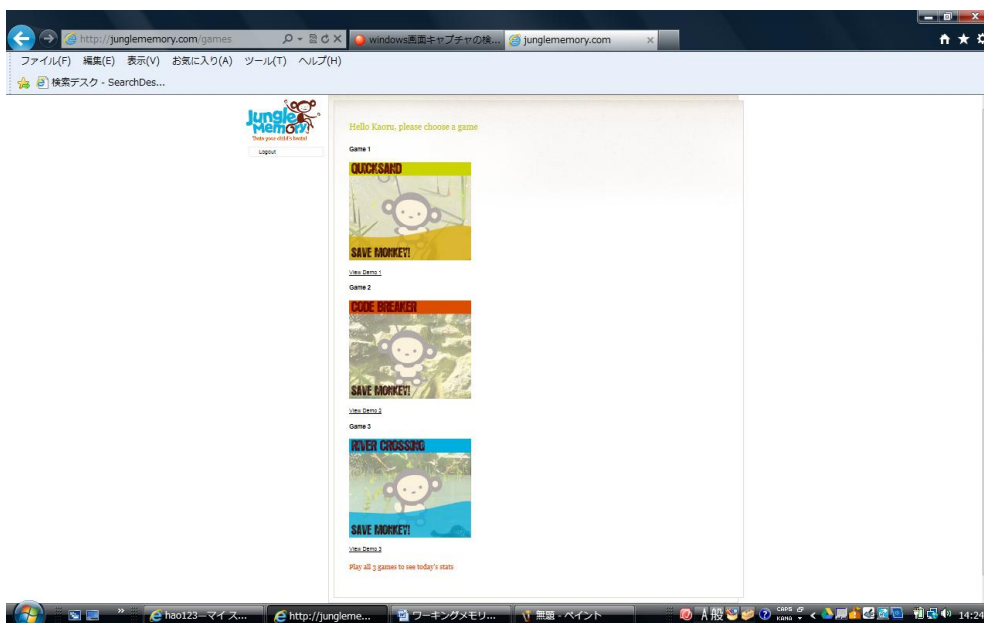 http://junglememory.com/games
windows画面キャプチャの検...
junglememory.com
ファイル(F) 編集(E) 表示(V) お気に入り(A) ツール(T) ヘルプ(H)
検索デスク - SearchDes...
Jungle
Memory
Logout
Hello Kaoru, please choose a game
Game 1
QUICKSAND
SAVE MONKEY!
View Demo 1
Game 2
CODE BREAKER
SAVE MONKEY!
View Demo 2
Game 3
RIVER CROSSING
SAVE MONKEY!
View Demo 3
Play all 3 games to see today's stats
hao123—マイス...
http://jungleme...
ワーキングメモリ...
無題 - ペイント
A 般
CAPS
KANA
14:24